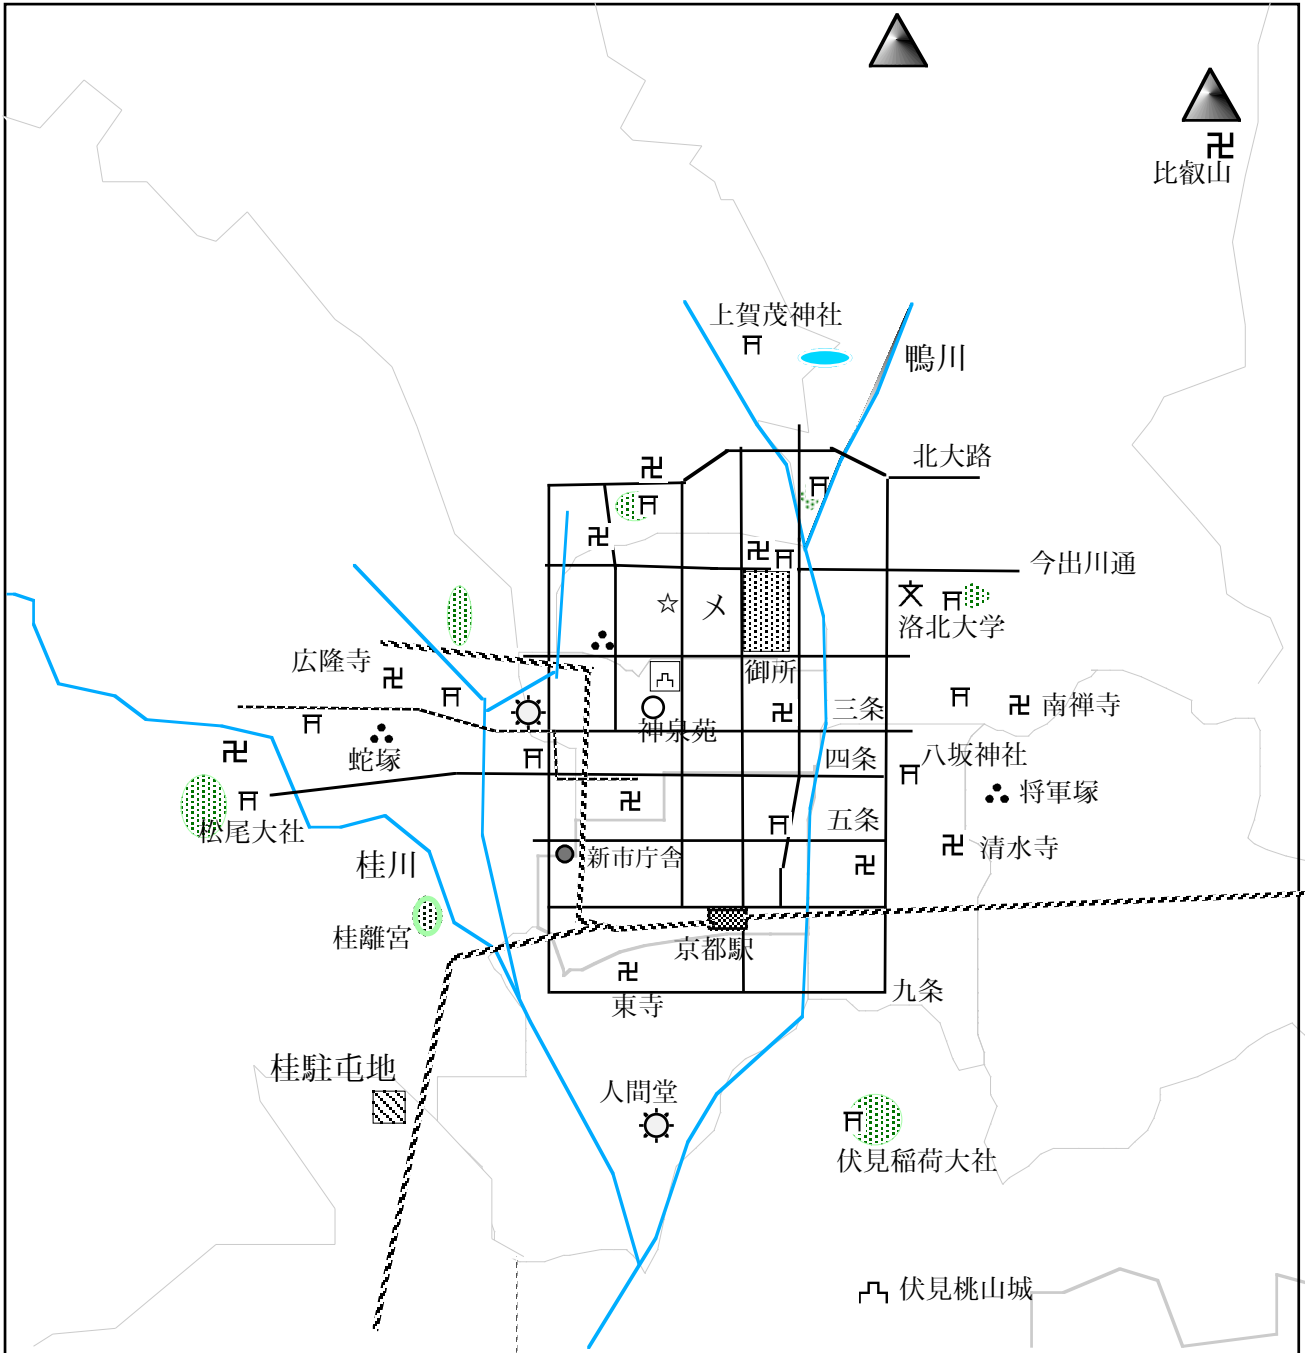 比叡山
上賀茂神社
鴨川
北大路
今出川通
洛北大学
広隆寺
御所
三条
南禅寺
神泉苑
蛇塚
四条
八坂神社
将軍塚
松尾大社
五条
清水寺
新市庁舎
桂川
桂離宮
京都駅
東寺
九条
桂駐屯地
人間堂
伏見稲荷大社
伏見桃山城